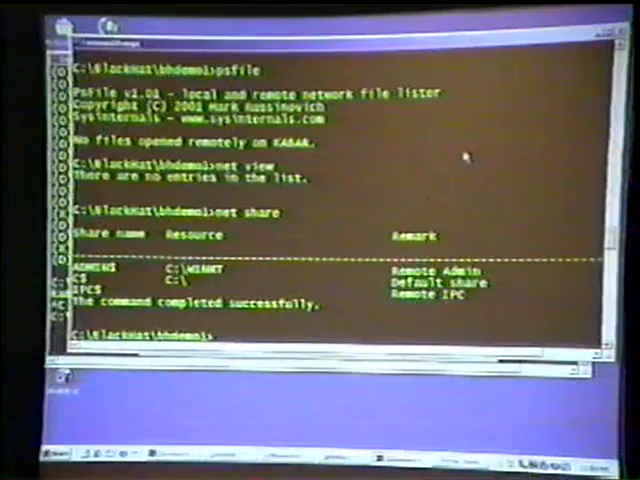 C:\BlackHat\bhdemo1>psfile
PsFile v1.01 - local and remote network file lister
Copyright (C) 2001 Mark Russinovich
Sysinternals - www.sysinternals.com
No files opened remotely on KABAR.
C:\BlackHat\bhdemo1>net view
There are no entries in the list.
C:\BlackHat\bhdemo1>net share
Share name Resource Remark
ADMIN$ C:\WINNT Remote Admin
C$ C:\ Default share
IPC$ Remote IPC
The command completed successfully.
C:\BlackHat\bhdemo1>